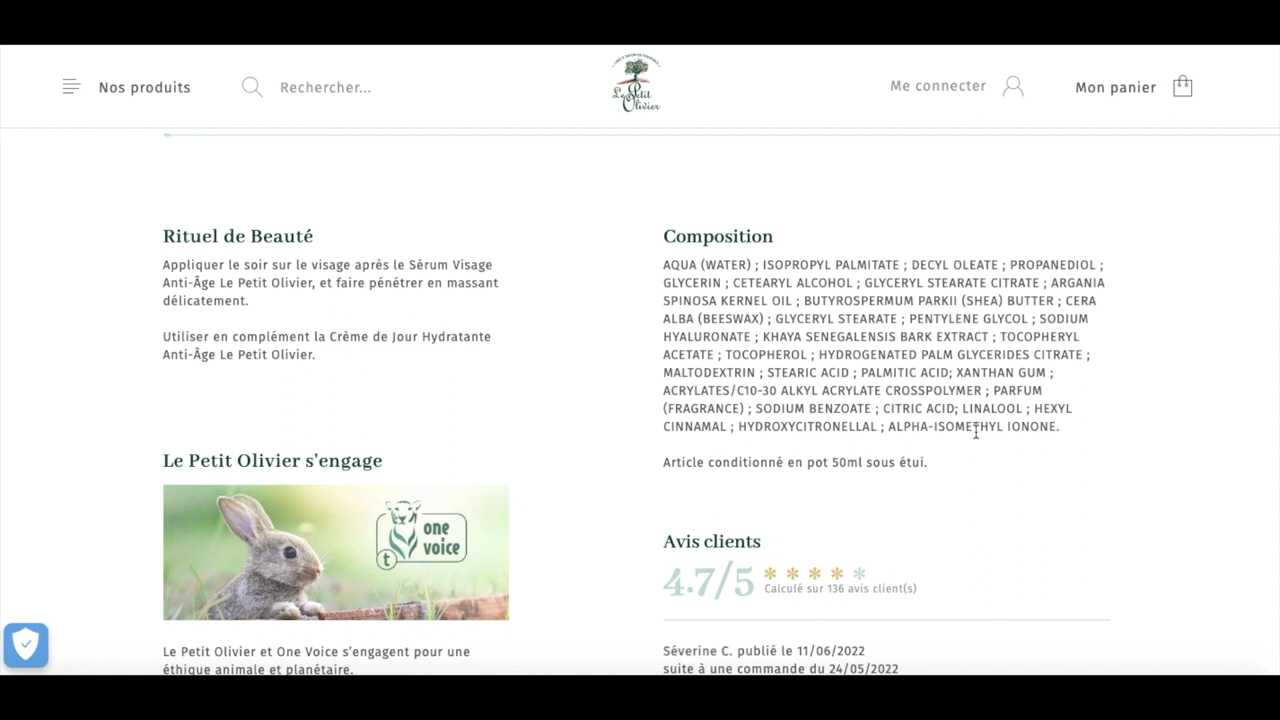 Nos produits
Rechercher...
Le Petit
Olivier
Me connecter
Mon panier
Rituel de Beauté
Appliquer le soir sur le visage après le Sérum Visage
Anti-Âge Le Petit Olivier, et faire pénétrer en massant
délicatement.
Utiliser en complément la Crème de Jour Hydratante
Anti-Âge Le Petit Olivier.
Composition
AQUA (WATER) ; ISOPROPYL PALMITATE ; DECYL OLEATE ; PROPANEDIOL ;
GLYCERIN ; CETEARYL ALCOHOL ; GLYCERYL STEARATE CITRATE ; ARGANIA
SPINOSA KERNEL OIL ; BUTYROSPERMUM PARKII (SHEA) BUTTER ; CERA
ALBA (BEESWAX) ; GLYCERYL STEARATE ; PENTYLENE GLYCOL ; SODIUM
HYALURONATE ; KHAYA SENEGALENSIS BARK EXTRACT ; TOCOPHERYL
ACETATE ; TOCOPHEROL ; HYDROGENATED PALM GLYCERIDES CITRATE ;
MALTODEXTRIN ; STEARIC ACID ; PALMITIC ACID; XANTHAN GUM ;
ACRYLATES/C10-30 ALKYL ACRYLATE CROSSPOLYMER ; PARFUM
(FRAGRANCE) ; SODIUM BENZOATE ; CITRIC ACID; LINALOOL ; HEXYL
CINNAMAL ; HYDROXYCITRONELLAL ; ALPHA-ISOMETHYL IONONE.
Article conditionné en pot 50ml sous étui.
Le Petit Olivier s'engage
one
voice
t
Le Petit Olivier et One Voice s'engagent pour une
éthique animale et planétaire.
Avis clients
4.7/5
Calculé sur 136 avis client(s)
Séverine C. publié le 11/06/2022
suite à une commande du 24/05/2022